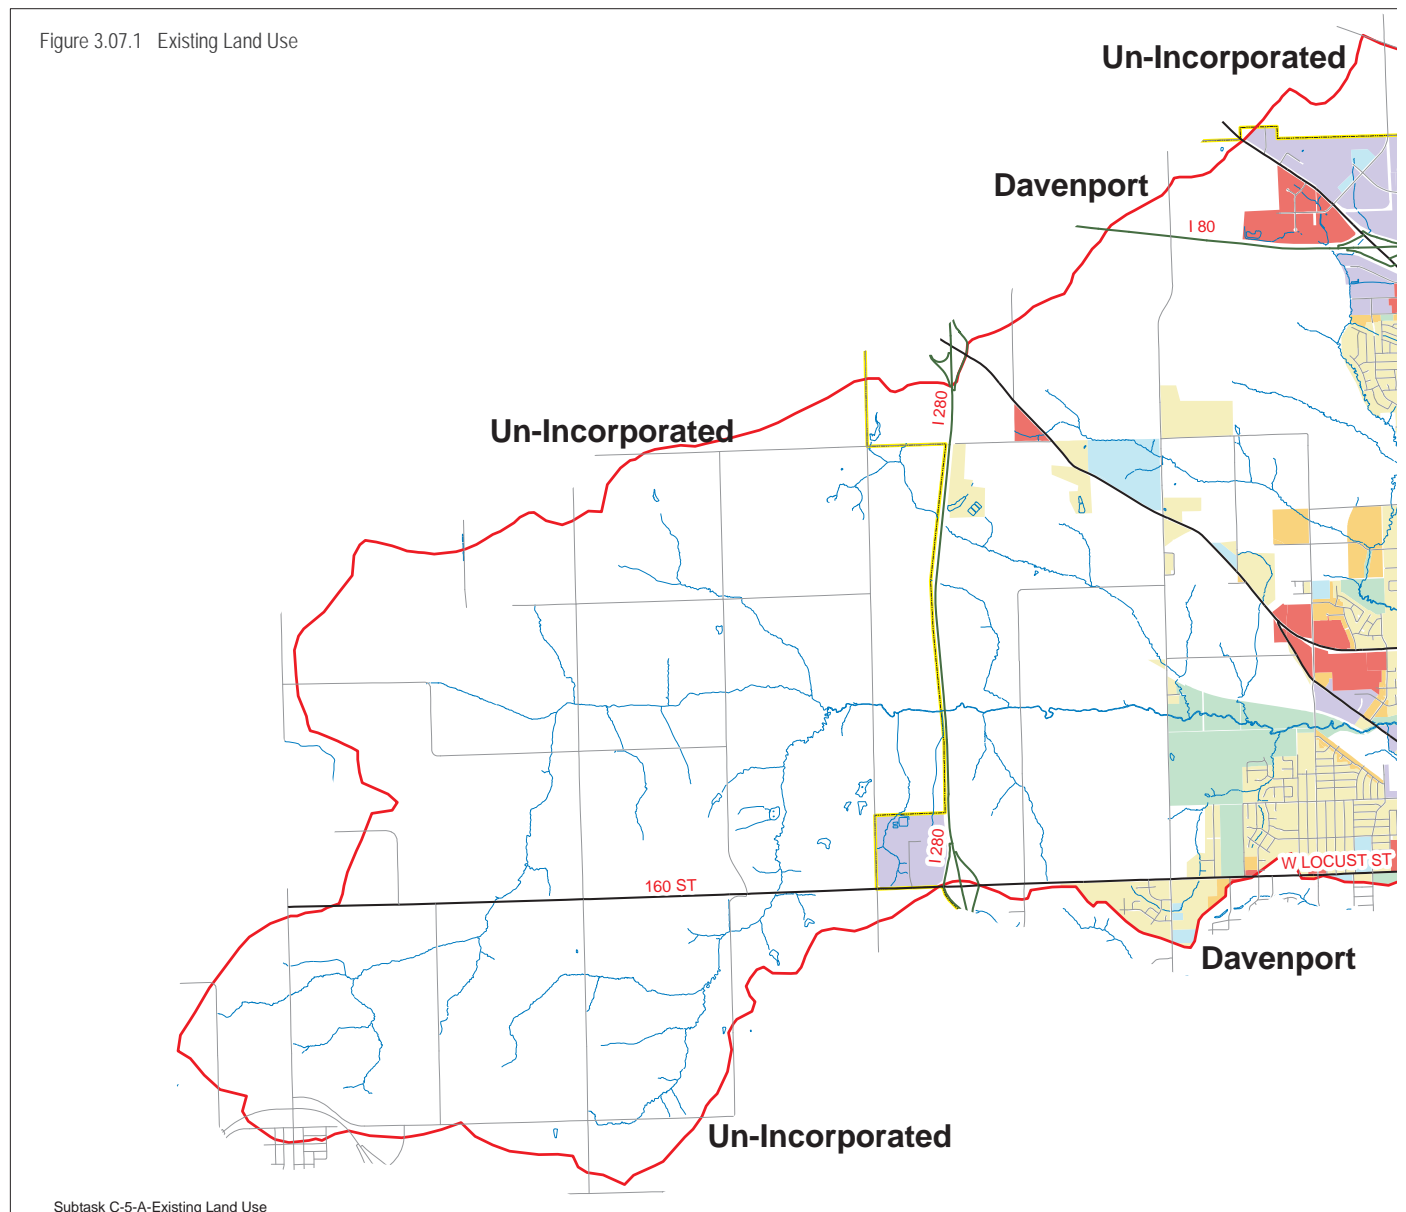 Figure 3.07.1 Existing Land Use
Un-Incorporated
Davenport
I 80
I 280
Un-Incorporated
I 280
W LOCUST ST
160 ST
Davenport
Un-Incorporated
Subtask C-5-A-Existing Land Use